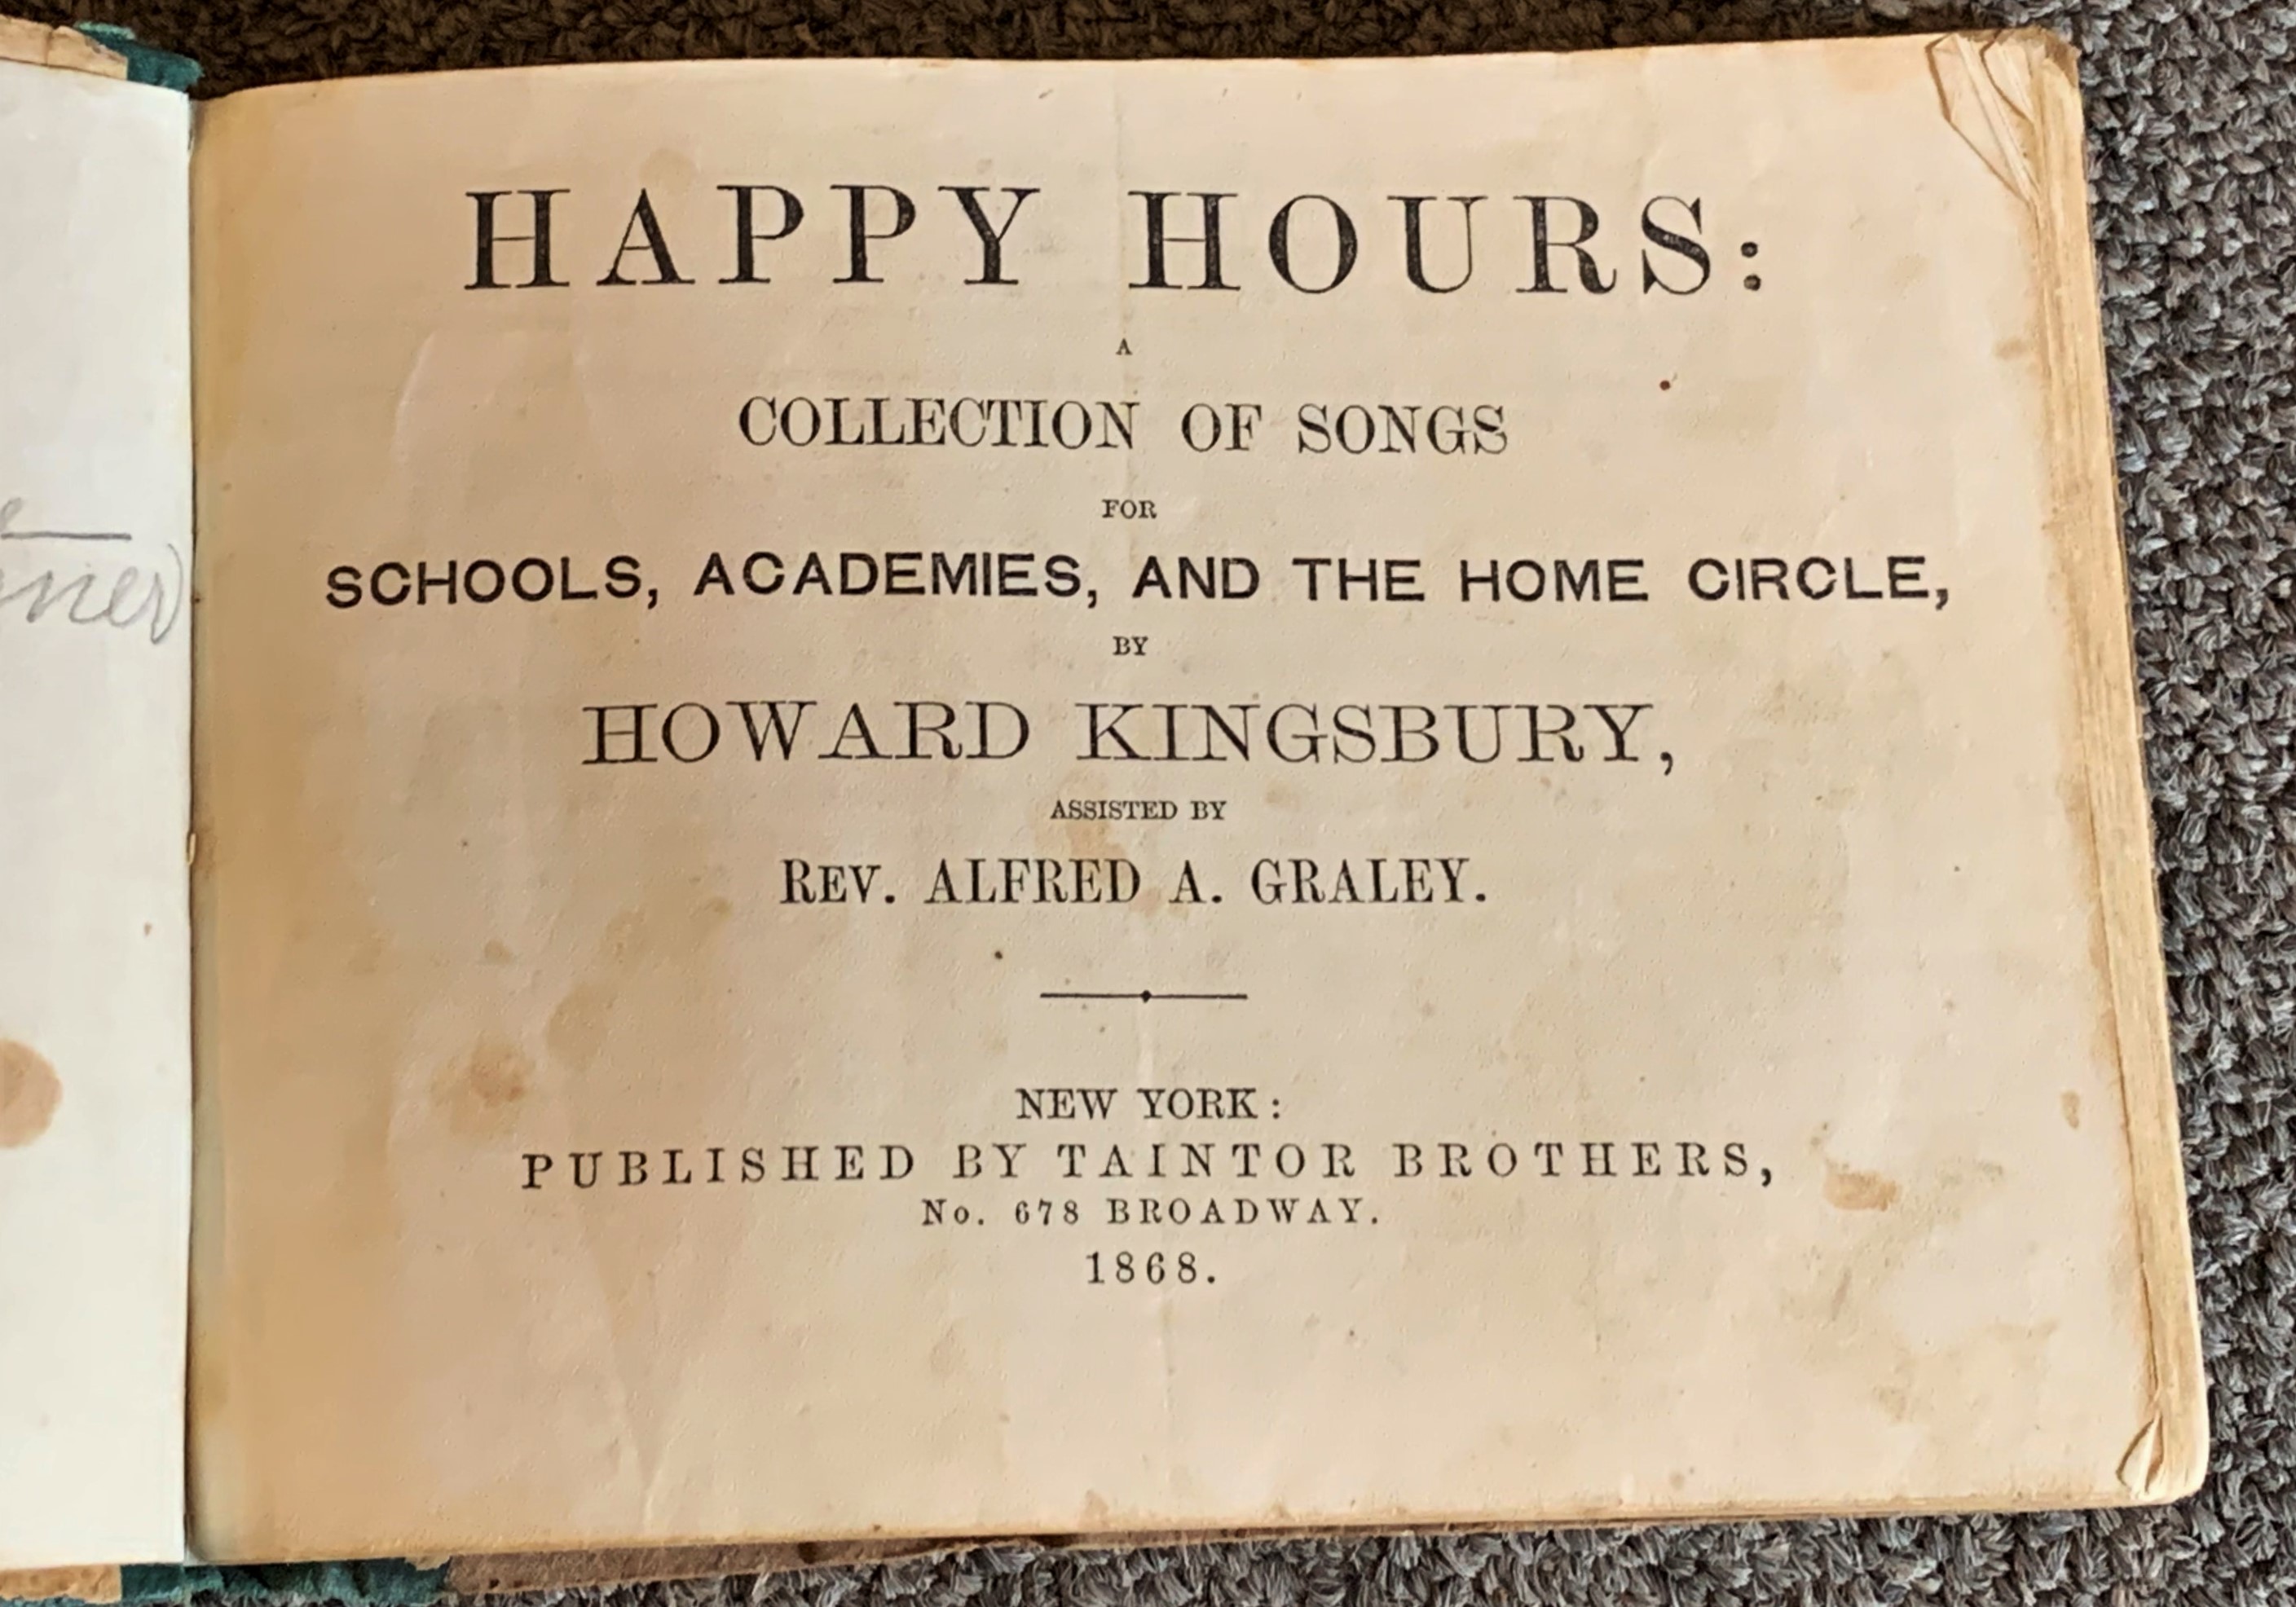 HAPPY HOURS:
A
COLLECTION OF SONGS
FOR
SCHOOLS, ACADEMIES, AND THE HOME CIRCLE,
BY
HOWARD KINGSBURY,
ASSISTED BY
REV. ALFRED A. GRALEY.
NEW YORK:
PUBLISHED BY TAINTOR BROTHERS,
No. 678 BROADWAY.
1868.